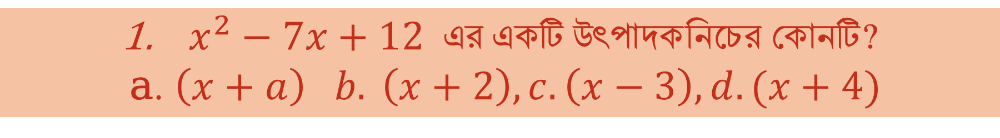 1. x² − 7x + 12 এর একটি উৎপাদকনিচের কোনটি?
a. (x + a) b. (x + 2), c. (x − 3), d. (x + 4)